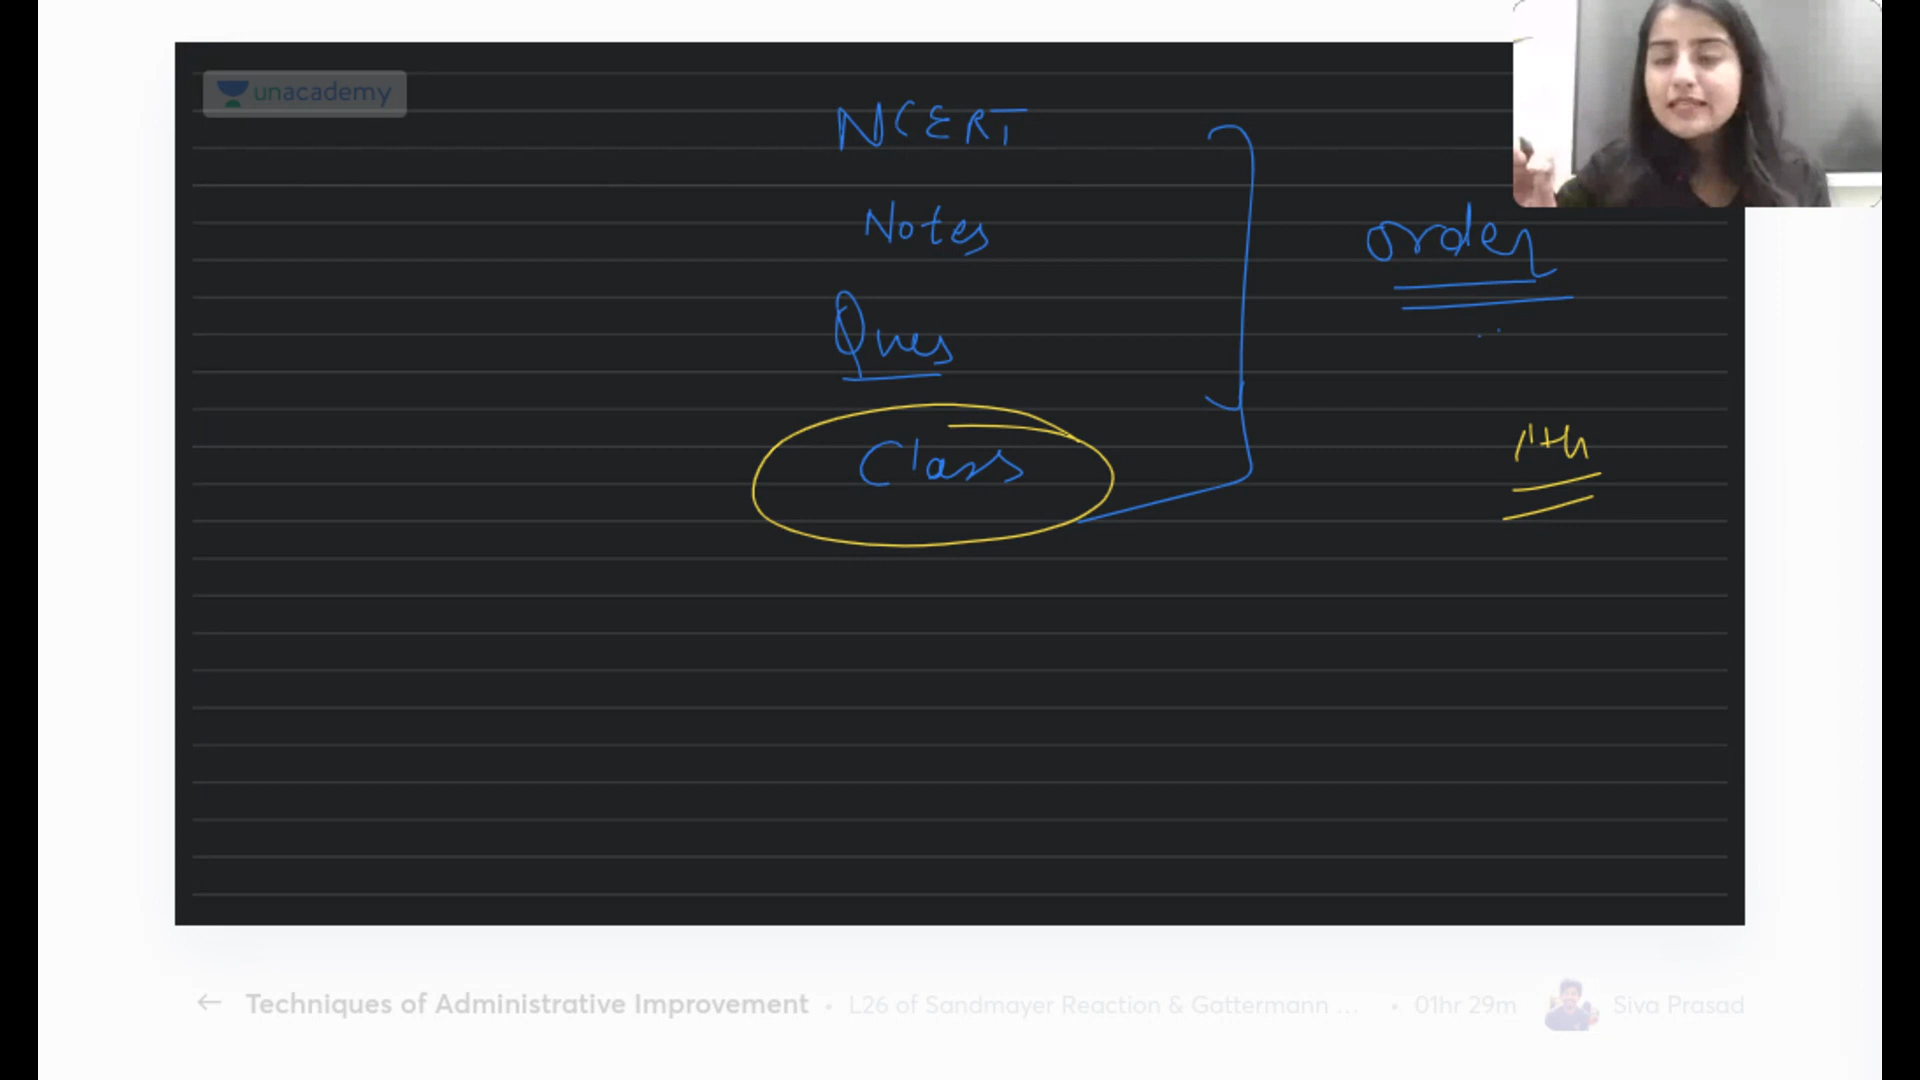 unacademy
NCERT
Notes
order
Ques
Class
11th
← Techniques of Administrative Improvement • L26 of Sandmayer Reaction & Gattermann ... • 01hr 29m Siva Prasad